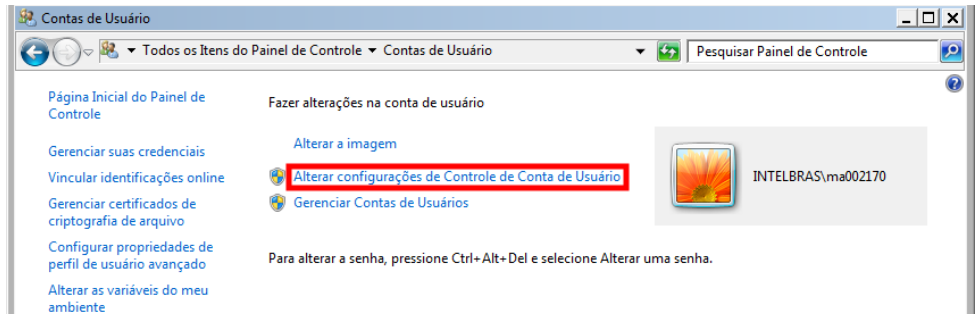 Contas de Usuário
Todos os Itens do Painel de Controle Contas de Usuário
Pesquisar Painel de Controle
Página Inicial do Painel de
Controle
Gerenciar suas credenciais
Vincular identificações online
Gerenciar certificados de
criptografia de arquivo
Configurar propriedades de
perfil de usuário avançado
Alterar as variáveis do meu
ambiente
Fazer alterações na conta de usuário
Alterar a imagem
Alterar configurações de Controle de Conta de Usuário
Gerenciar Contas de Usuários
Para alterar a senha, pressione Ctrl+Alt+Del e selecione Alterar uma senha.
INTELBRAS\ma002170